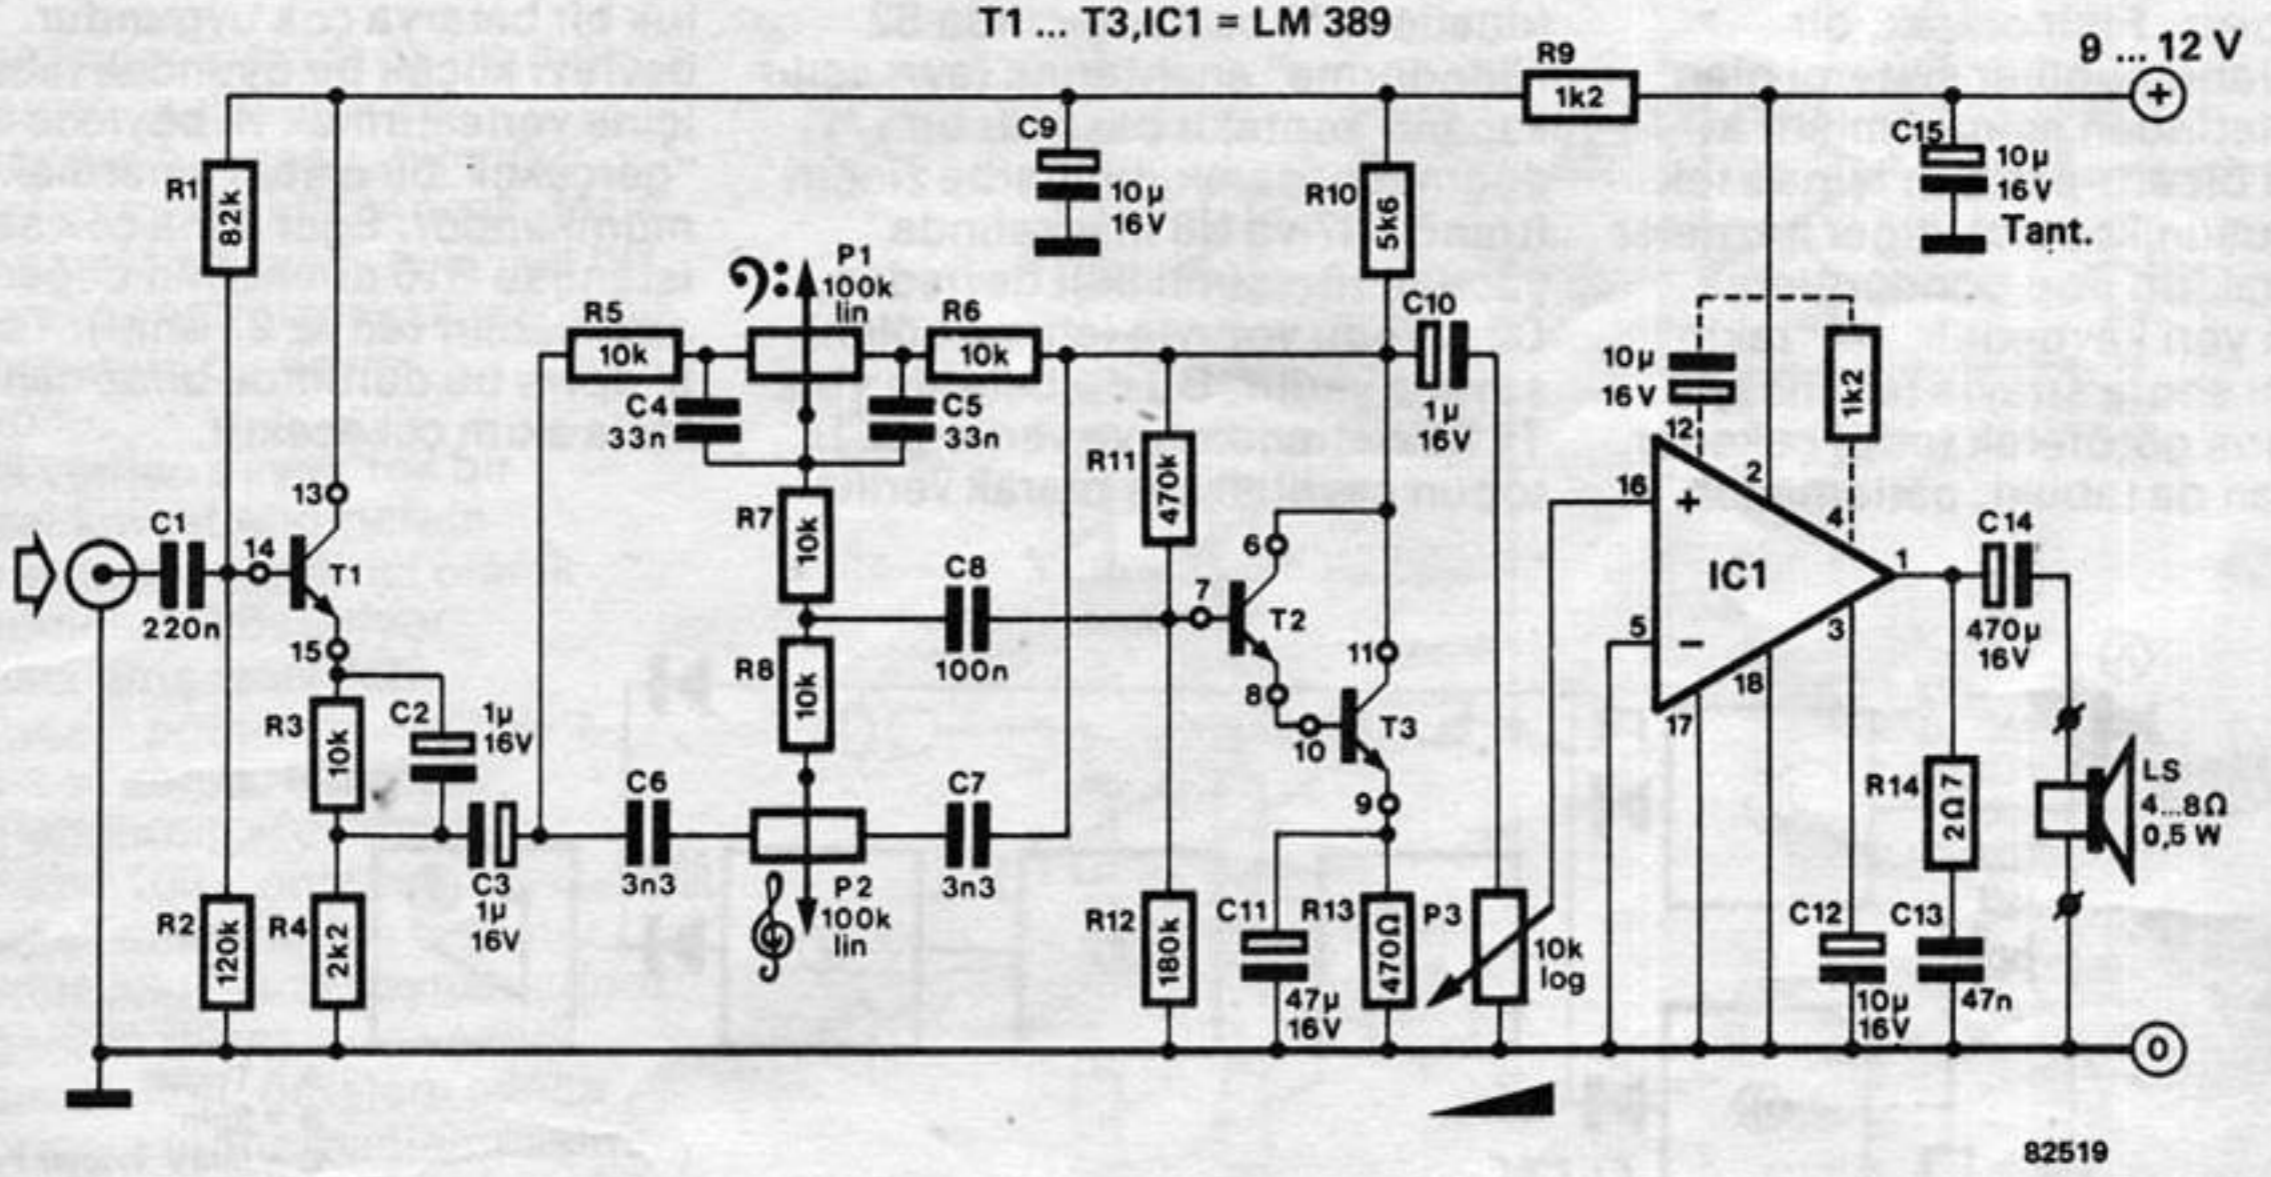 T1 ... T3,IC1 = LM 389
9 ... 12 V
+
R9
1k2
C9
10µ
16V
C15
10µ
16V
Tant.
R1
82k
R10
5k6
P1
100k
lin
R5
10k
R6
10k
C10
1µ
16V
10µ
16V
1k2
C4
33n
C5
33n
12
2
4
R11
470k
13
R7
10k
16
+
C1
220n
14
T1
C8
100n
6
7
T2
IC1
1
C14
470µ
16V
15
R8
10k
5
−
3
18
17
8
11
10
T3
R3
10k
C2
1µ
16V
C6
3n3
C7
3n3
9
R14
2Ω7
LS
4...8Ω
0,5 W
C3
1µ
16V
P2
100k
lin
R2
120k
R4
2k2
R12
180k
C11
47µ
16V
R13
470Ω
P3
10k
log
C12
10µ
16V
C13
47n
0
82519